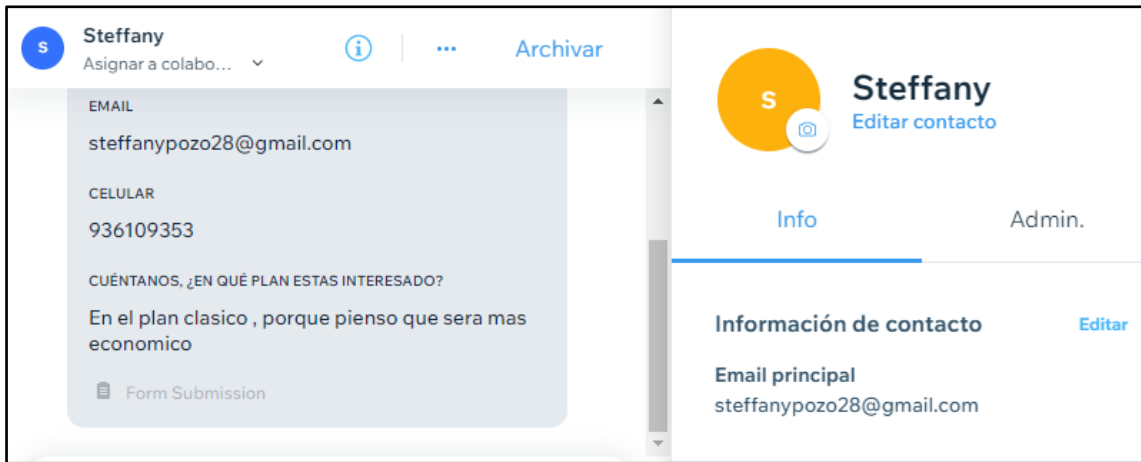 S
Steffany
Asignar a colabo...
Archivar
EMAIL
steffanypozo28@gmail.com
CELULAR
936109353
CUÉNTANOS, ¿EN QUÉ PLAN ESTAS INTERESADO?
En el plan clasico , porque pienso que sera mas
economico
Form Submission
S
Steffany
Editar contacto
Info
Admin.
Información de contacto
Editar
Email principal
steffanypozo28@gmail.com